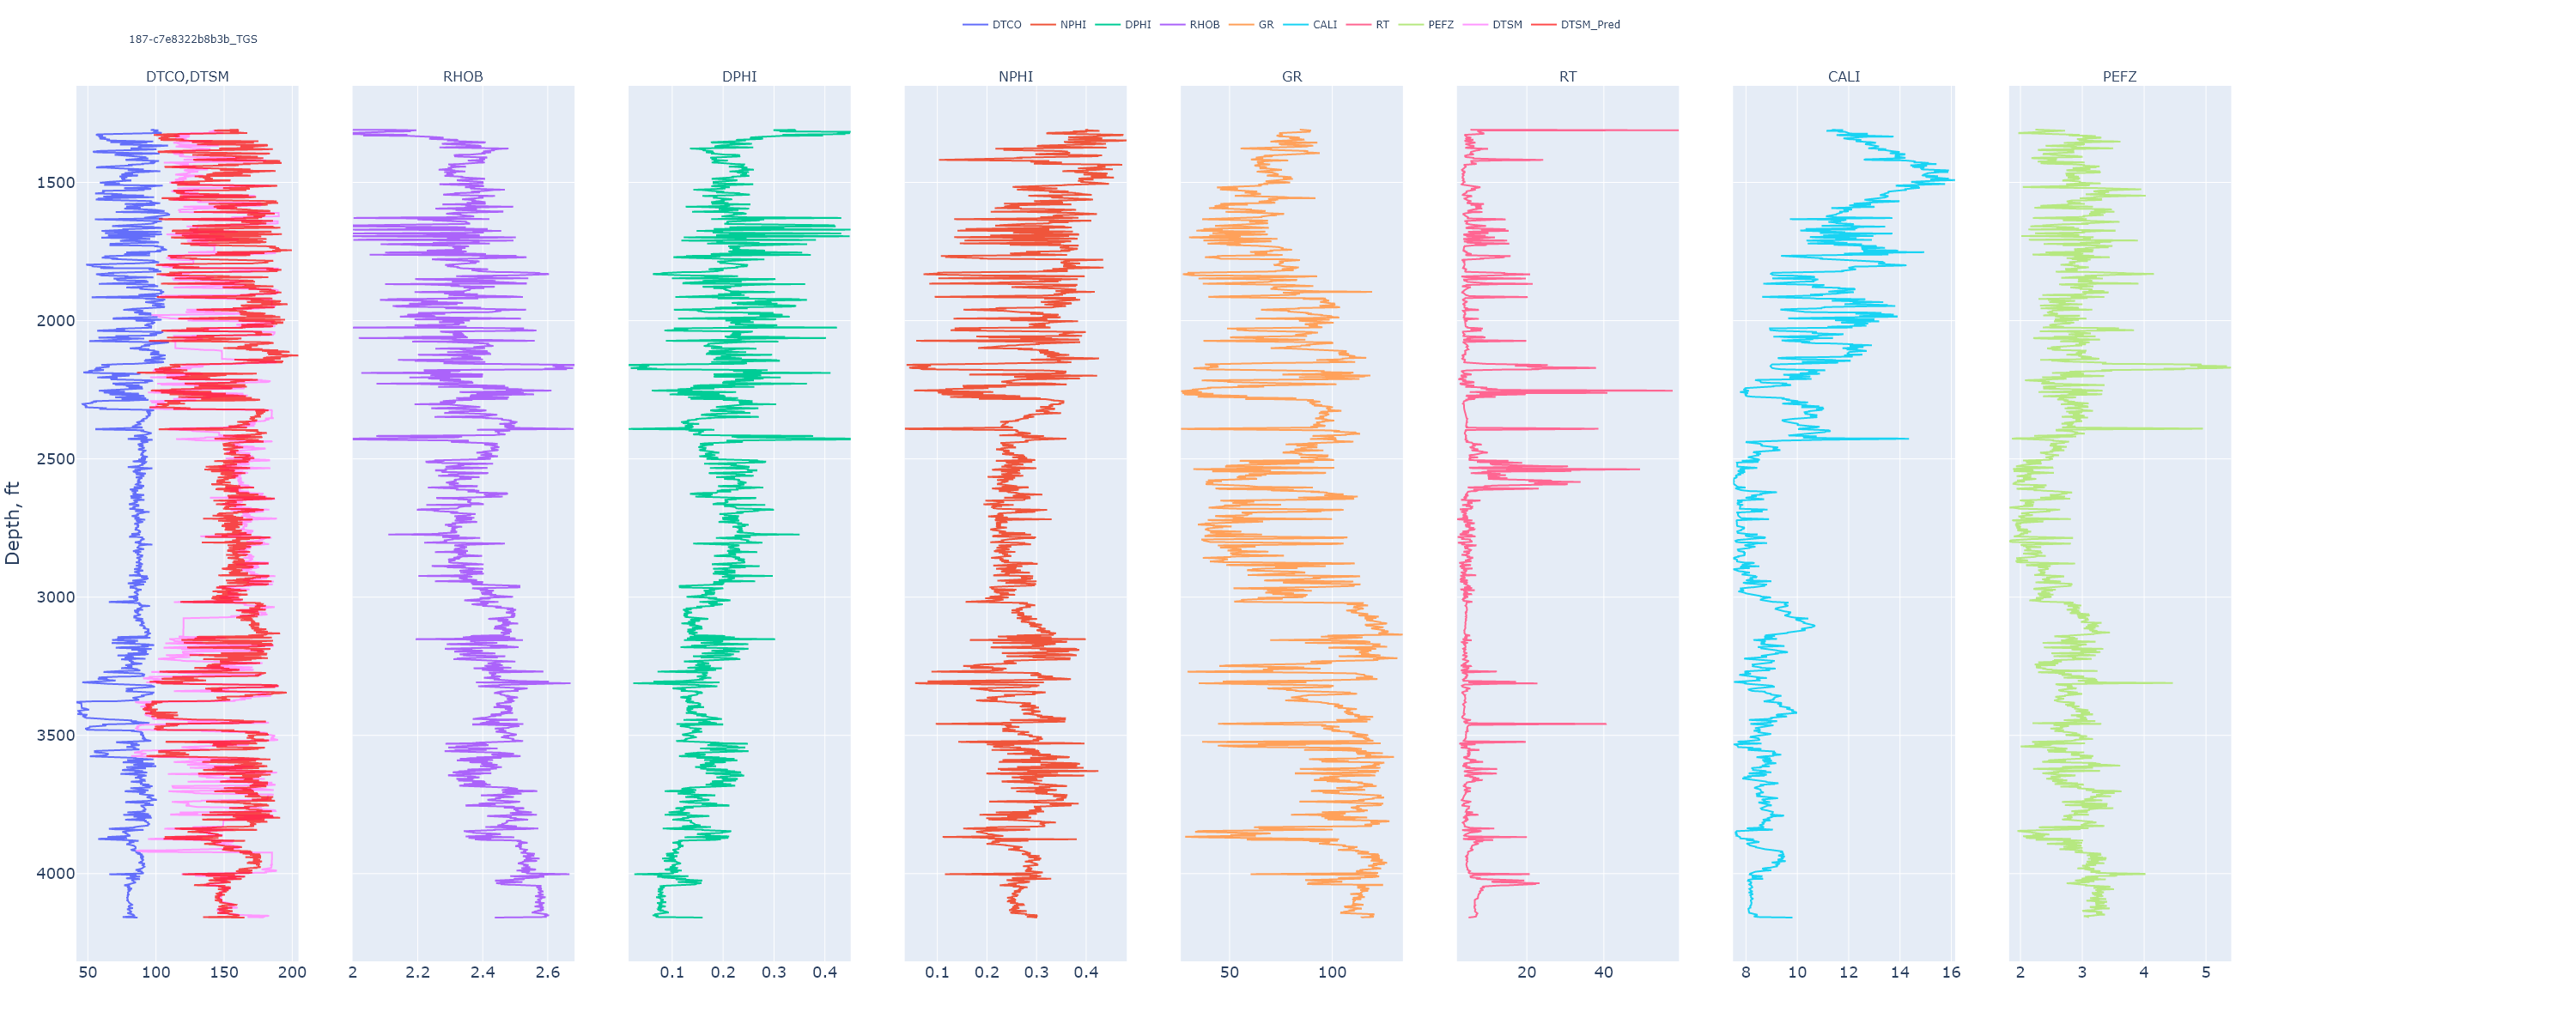 DTCO NPHI DPHI RHOB GR CALI RT PEFZ DTSM DTSM_Pred
187-c7e8322b8b3b_TGS
DTCO,DTSM RHOB DPHI NPHI GR RT CALI PEFZ
1500
2000
2500
Depth, ft
3000
3500
4000
50 100 150 200 2 2.2 2.4 2.6 0.1 0.2 0.3 0.4 0.1 0.2 0.3 0.4 50 100 20 40 8 10 12 14 16 2 3 4 5